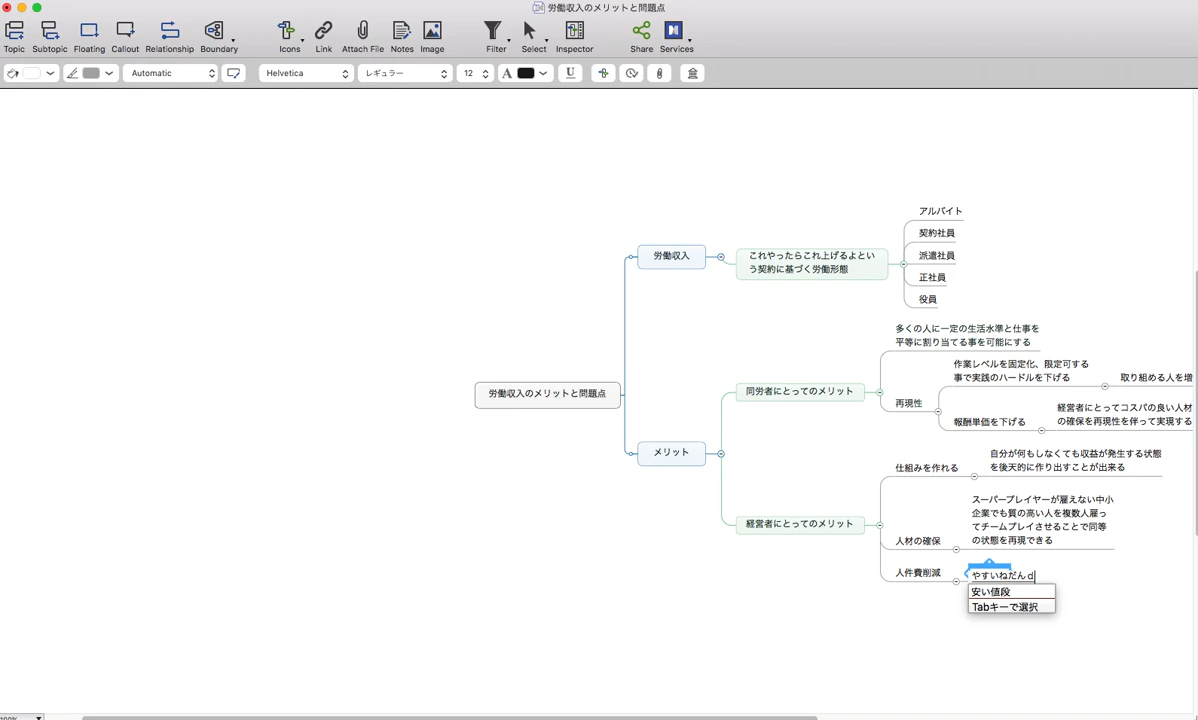 労働収入のメリットと問題点
Topic
Subtopic
Floating
Callout
Relationship
Boundary
Icons
Link
Attach File
Notes
Image
Filter
Select
Inspector
Share
Services
Automatic
Helvetica
レギュラー
12
A
U
アルバイト
契約社員
労働収入
これやったらこれ上げるよとい
う契約に基づく労働形態
派遣社員
正社員
役員
多くの人に一定の生活水準と仕事を
平等に割り当てる事を可能にする
作業レベルを固定化、限定可する
事で実践のハードルを下げる
取り組める人を増
労働収入のメリットと問題点
同労者にとってのメリット
再現性
経営者にとってコスパの良い人材
の確保を再現性を伴って実現する
報酬単価を下げる
メリット
自分が何もしなくても収益が発生する状態
を後天的に作り出すことが出来る
仕組みを作れる
スーパープレイヤーが雇えない中小
企業でも質の高い人を複数人雇っ
てチームプレイさせることで同等
の状態を再現できる
経営者にとってのメリット
人材の確保
人件費削減
やすいねだんｄ
安い値段
Tabキーで選択
100%